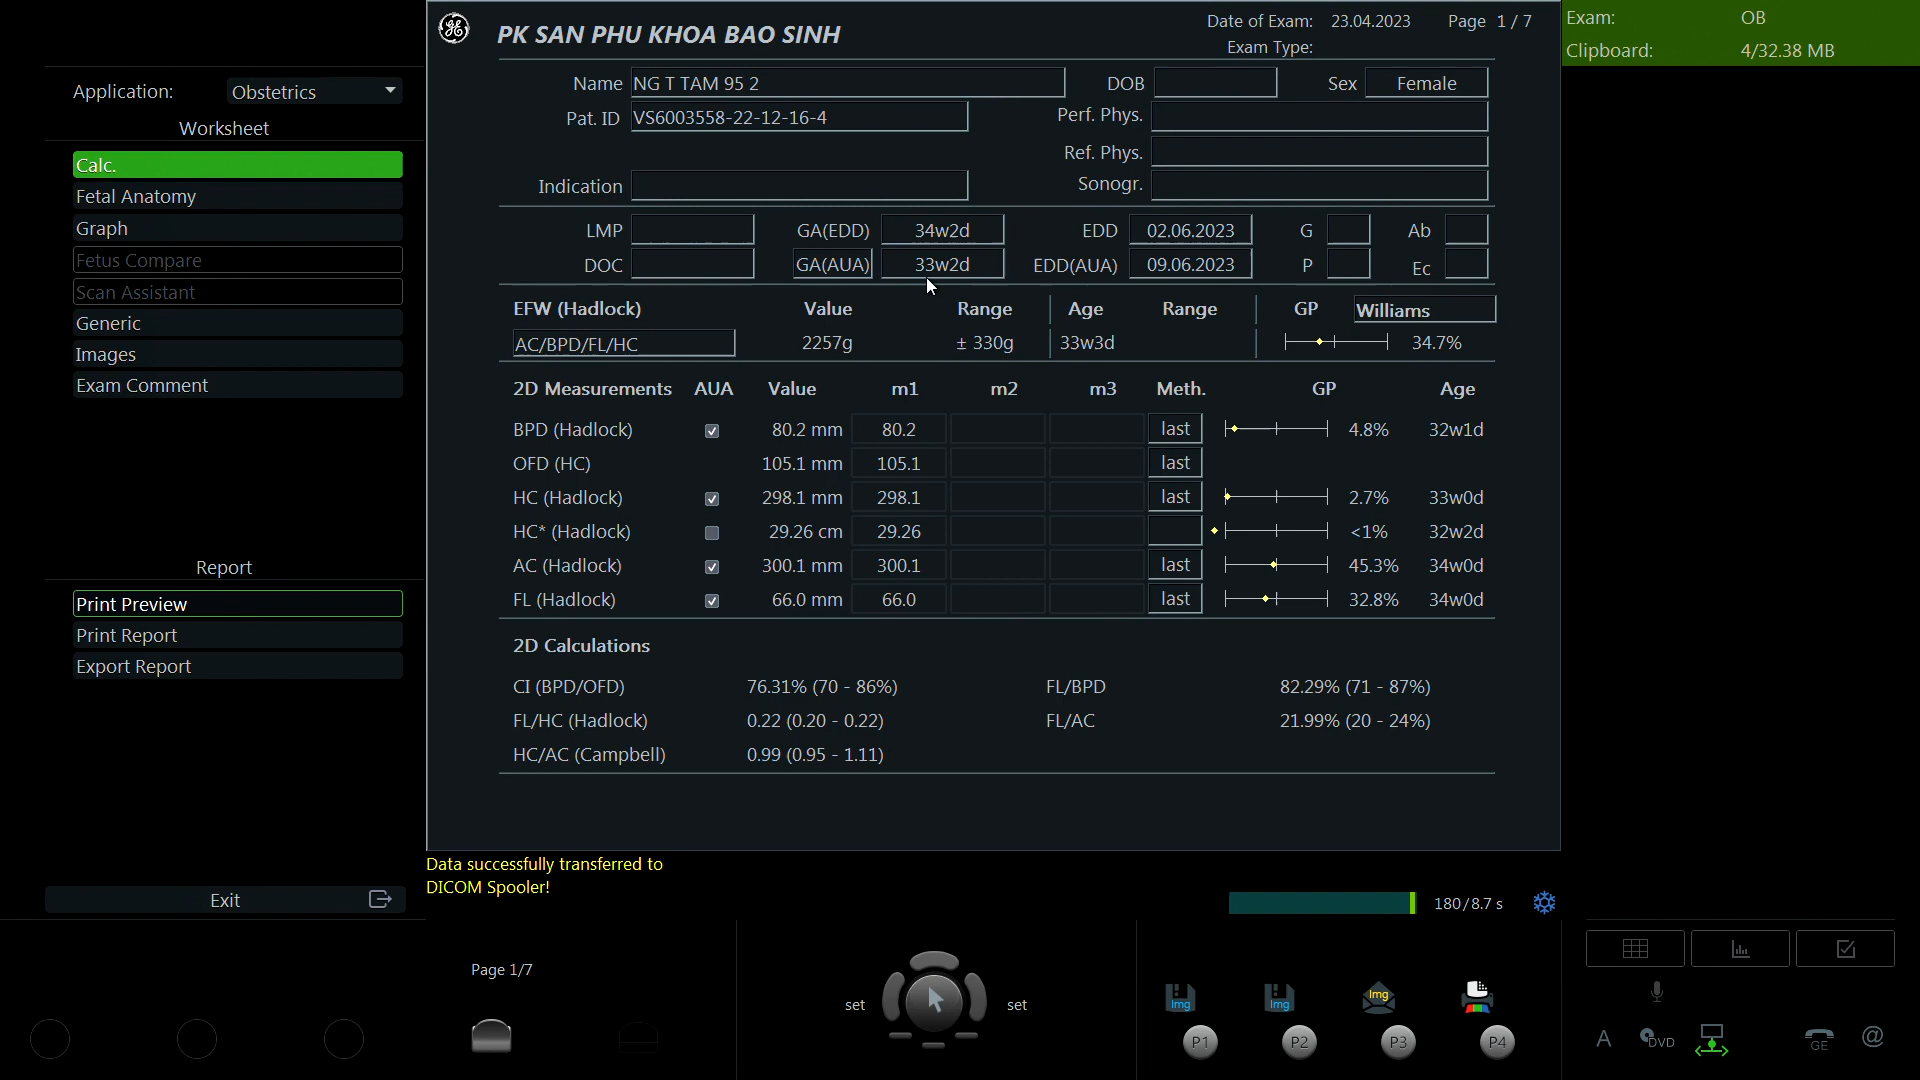 PK SAN PHU KHOA BAO SINH
Date of Exam: 23.04.2023 Page 1 / 7
Exam Type:
Exam: OB
Clipboard: 4/32.38 MB
Application: Obstetrics
Worksheet
Calc.
Fetal Anatomy
Graph
Fetus Compare
Scan Assistant
Generic
Images
Exam Comment
Report
Print Preview
Print Report
Export Report
Exit
Name NG T TAM 95 2 DOB Sex Female
Pat. ID VS6003558-22-12-16-4 Perf. Phys.
Ref. Phys.
Indication Sonogr.
LMP GA(EDD) 34w2d EDD 02.06.2023 G Ab
DOC GA(AUA) 33w2d EDD(AUA) 09.06.2023 P Ec
EFW (Hadlock) Value Range Age Range GP Williams
AC/BPD/FL/HC 2257g ± 330g 33w3d 34.7%
2D Measurements AUA Value m1 m2 m3 Meth. GP Age
BPD (Hadlock) 80.2 mm 80.2 last 4.8% 32w1d
OFD (HC) 105.1 mm 105.1 last
HC (Hadlock) 298.1 mm 298.1 last 2.7% 33w0d
HC* (Hadlock) 29.26 cm 29.26 <1% 32w2d
AC (Hadlock) 300.1 mm 300.1 last 45.3% 34w0d
FL (Hadlock) 66.0 mm 66.0 last 32.8% 34w0d
2D Calculations
CI (BPD/OFD) 76.31% (70 - 86%) FL/BPD 82.29% (71 - 87%)
FL/HC (Hadlock) 0.22 (0.20 - 0.22) FL/AC 21.99% (20 - 24%)
HC/AC (Campbell) 0.99 (0.95 - 1.11)
Data successfully transferred to
DICOM Spooler!
180/8.7 s
Page 1/7
set set
Img Img Img
P1 P2 P3 P4
A DVD GE @